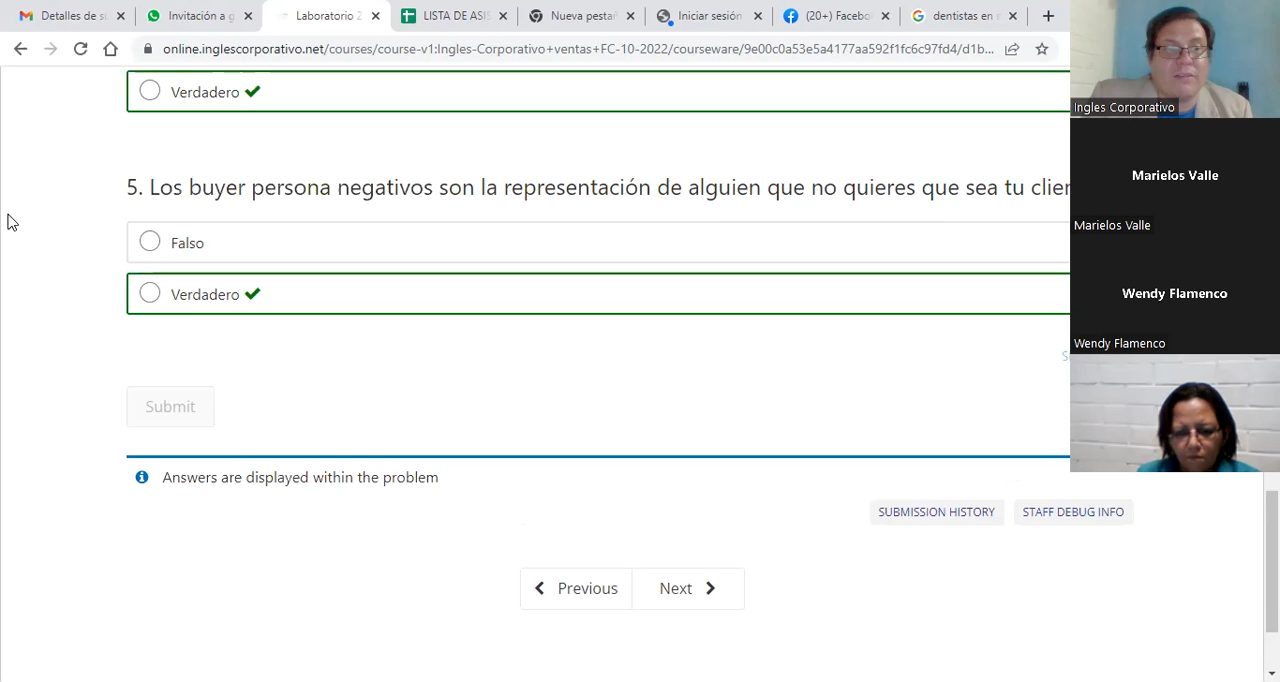 Detalles de s
Invitación a g
Laboratorio 2
LISTA DE ASI
Nueva pesta
Iniciar sesión
(20+) Facebo
dentistas en
online.inglescorporativo.net/courses/course-v1:Ingles-Corporativo+ventas+FC-10-2022/courseware/9e00c0a53e5a4177aa592f1fc6c97fd4/d1b...
Ingles Corporativo
Verdadero
Marielos Valle
5. Los buyer persona negativos son la representación de alguien que no quieres que sea tu clien
Marielos Valle
Falso
Verdadero
Wendy Flamenco
Wendy Flamenco
Submit
Answers are displayed within the problem
SUBMISSION HISTORY
STAFF DEBUG INFO
Previous
Next